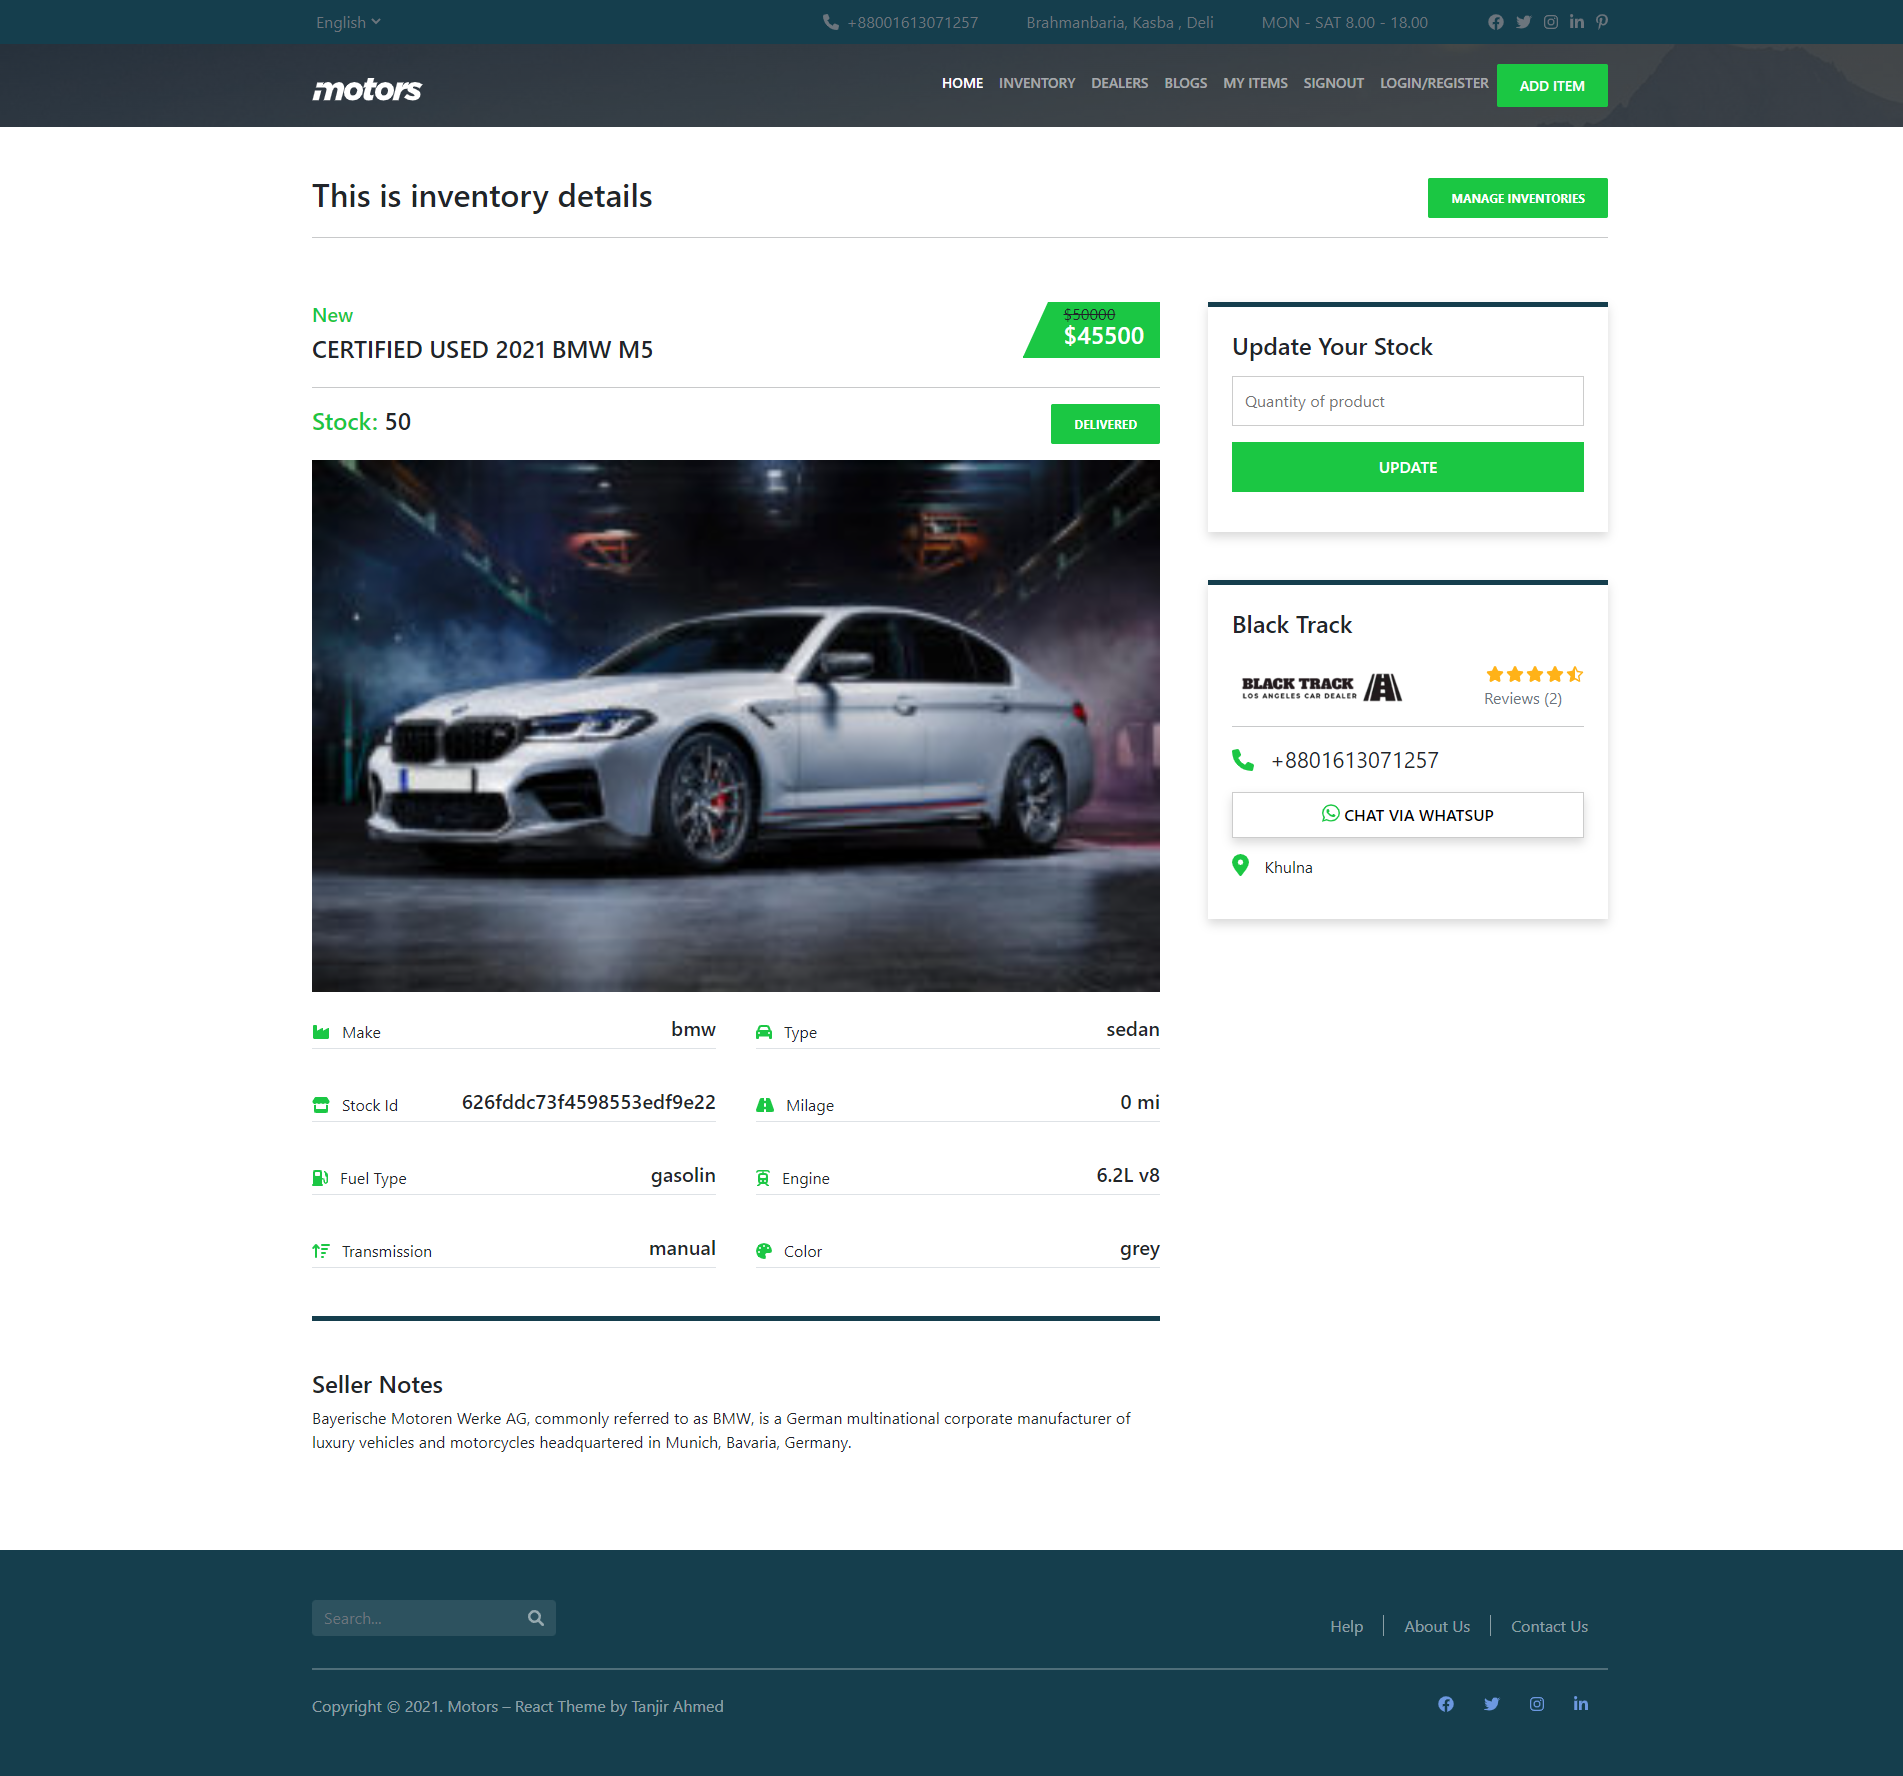 English
+88001613071257
Brahmanbaria, Kasba , Deli
MON - SAT 8.00 - 18.00
motors
HOME INVENTORY DEALERS BLOGS MY ITEMS SIGNOUT LOGIN/REGISTER ADD ITEM
This is inventory details
MANAGE INVENTORIES
New
CERTIFIED USED 2021 BMW M5
$50000
$45500
Stock: 50
DELIVERED
Make bmw
Type sedan
Stock Id 626fddc73f4598553edf9e22
Milage 0 mi
Fuel Type gasolin
Engine 6.2L v8
Transmission manual
Color grey
Seller Notes
Bayerische Motoren Werke AG, commonly referred to as BMW, is a German multinational corporate manufacturer of
luxury vehicles and motorcycles headquartered in Munich, Bavaria, Germany.
Update Your Stock
Quantity of product
UPDATE
Black Track
BLACK TRACK
LOS ANGELES CAR DEALER
Reviews (2)
+8801613071257
CHAT VIA WHATSUP
Khulna
Search...
Help
About Us
Contact Us
Copyright © 2021. Motors – React Theme by Tanjir Ahmed